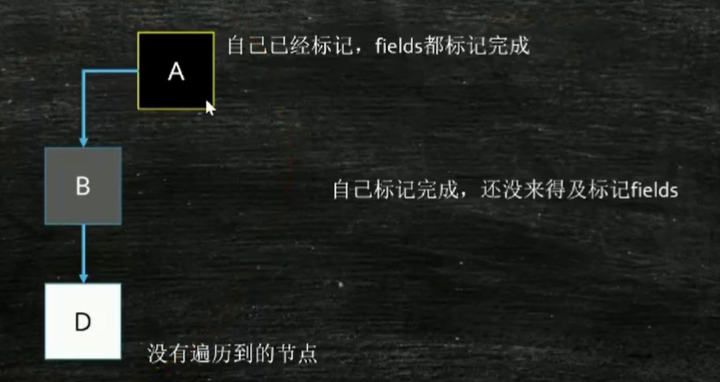 A
自己已经标记，fields都标记完成
B
自己标记完成，还没来得及标记fields
D
没有遍历到的节点